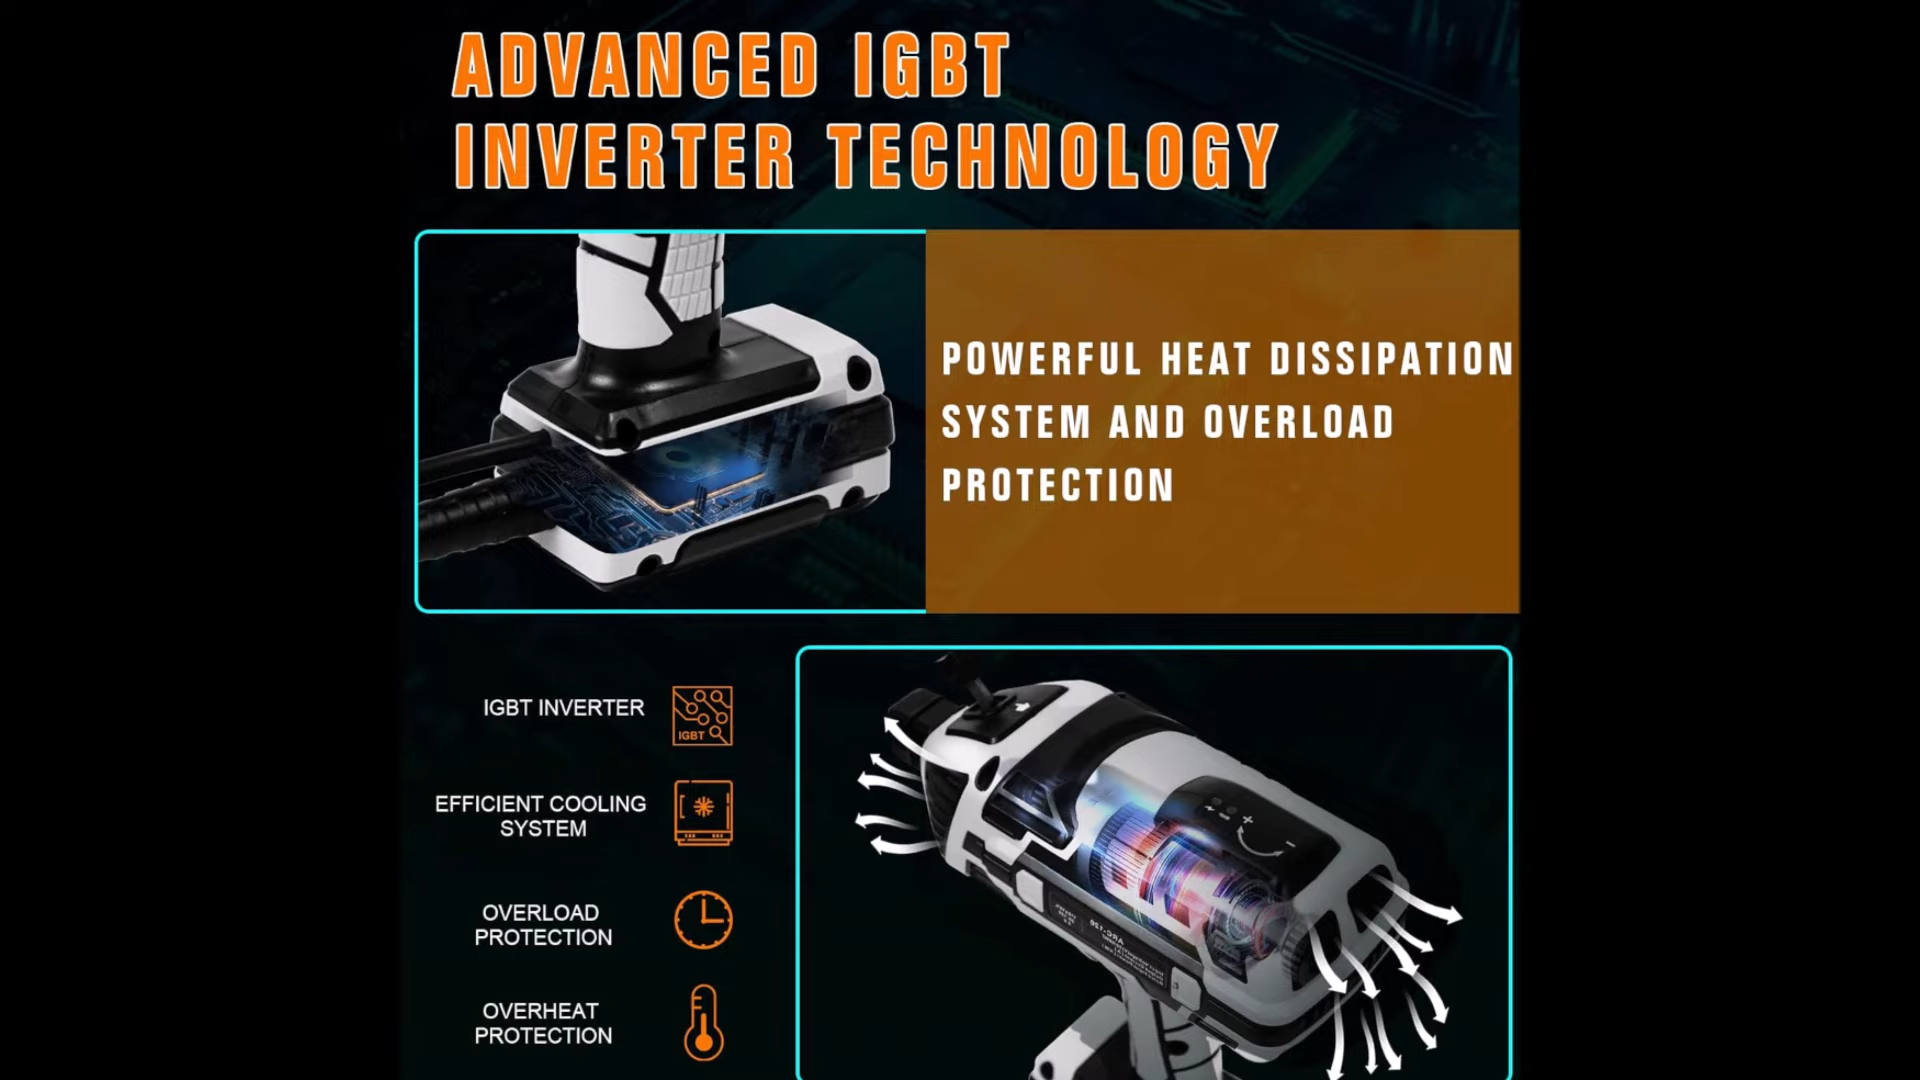 ADVANCED IGBT
INVERTER TECHNOLOGY
POWERFUL HEAT DISSIPATION
SYSTEM AND OVERLOAD
PROTECTION
IGBT INVERTER
IGBT
EFFICIENT COOLING
SYSTEM
OVERLOAD
PROTECTION
OVERHEAT
PROTECTION